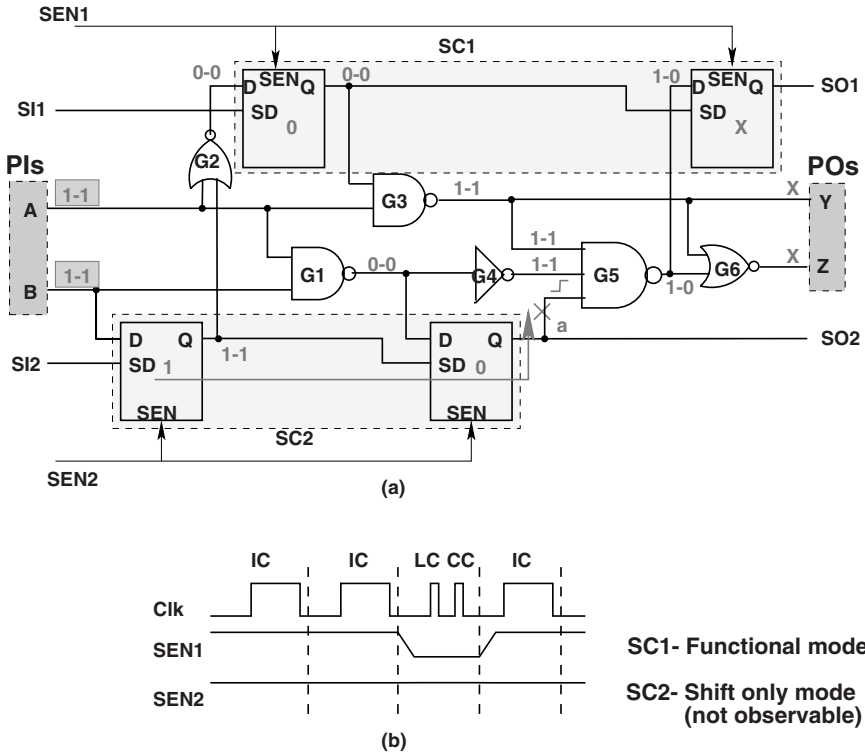 SEN1
SC1
0-0
SEN
D
Q
0-0
1-0
SEN
D
Q
SO1
SI1
SD
0
SD
X
G2
PIs
POs
1-1
A
G3
1-1
X
Y
1-1
1-1
B
G1
0-0
G4
1-1
G5
1-0
G6
X
Z
a
D
Q
D
Q
SO2
SI2
SD
1
1-1
SD
0
SEN
SEN
SC2
SEN2
(a)
IC
IC
LC
CC
IC
Clk
SEN1
SC1- Functional mode
SEN2
SC2- Shift only mode
(not observable)
(b)